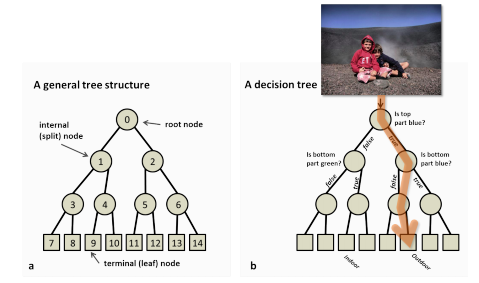 A general tree structure
internal
(split) node
root node
0
1
2
3
4
5
6
7
8
9
10
11
12
13
14
a
terminal (leaf) node
A decision tree
Is top
part blue?
false
true
Is bottom
part green?
Is bottom
part blue?
false
true
false
true
Indoor
Outdoor
b